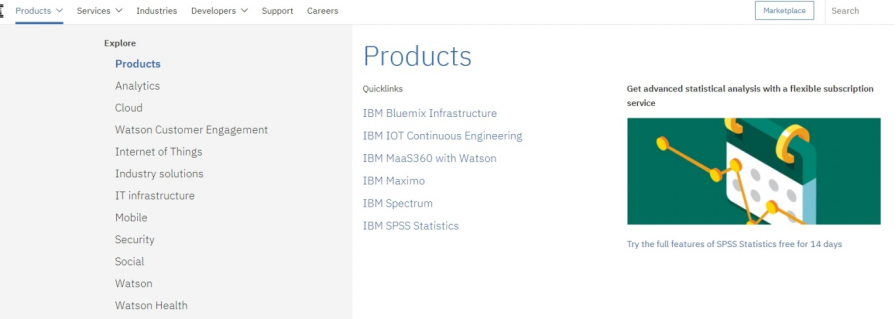 Products
Services
Industries
Developers
Support
Careers
Marketplace
Search
Explore
Products
Analytics
Cloud
Watson Customer Engagement
Internet of Things
Industry solutions
IT infrastructure
Mobile
Security
Social
Watson
Watson Health
Products
Quicklinks
IBM Bluemix Infrastructure
IBM IOT Continuous Engineering
IBM MaaS360 with Watson
IBM Maximo
IBM Spectrum
IBM SPSS Statistics
Get advanced statistical analysis with a flexible subscription
service
Try the full features of SPSS Statistics free for 14 days